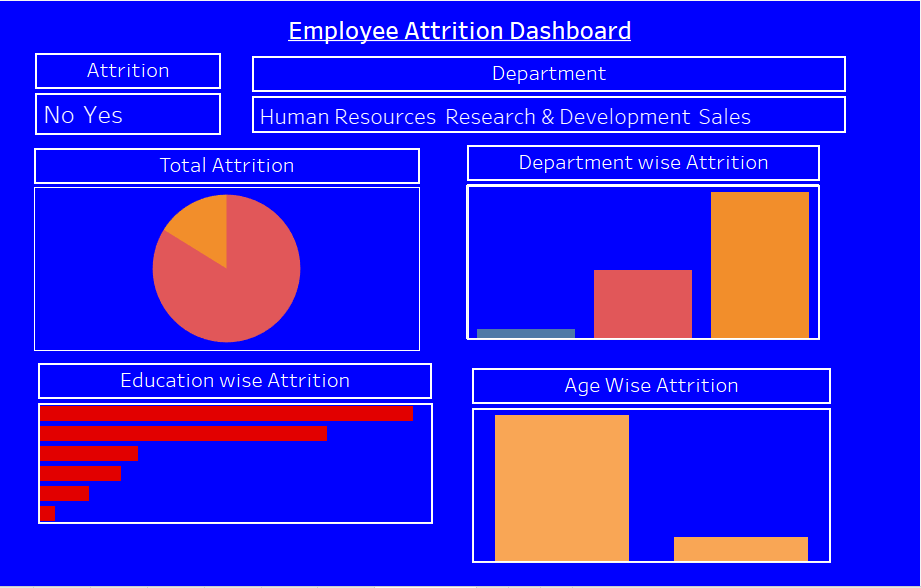 Employee Attrition Dashboard
Attrition
Department
No Yes
Human Resources Research & Development Sales
Total Attrition
Department wise Attrition
Education wise Attrition
Age Wise Attrition